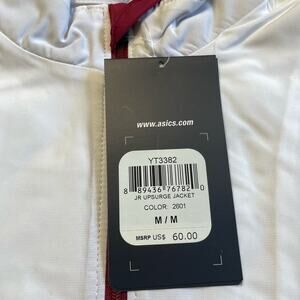 www.asics.com
YT3382
8 89436 76782 0
JR UPSURGE JACKET
COLOR: 2601
M / M
MSRP US$ 60.00